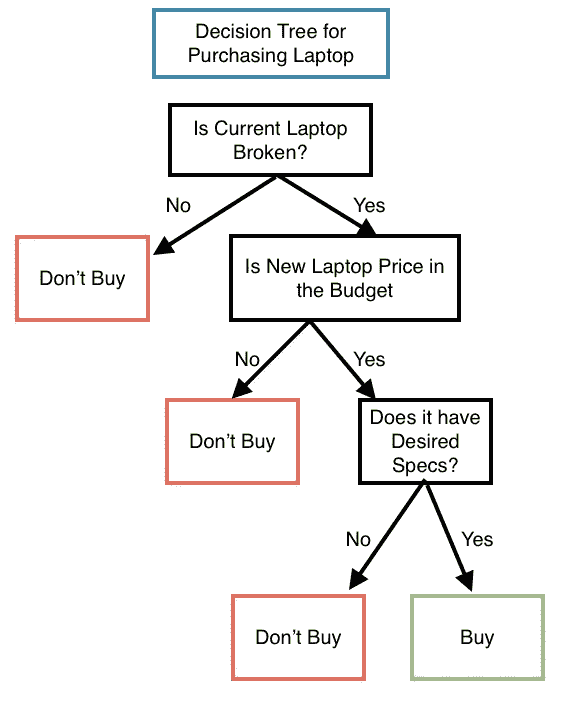 Decision Tree for
Purchasing Laptop
Is Current Laptop
Broken?
No
Yes
Don't Buy
Is New Laptop Price in
the Budget
No
Yes
Don't Buy
Does it have
Desired
Specs?
No
Yes
Don't Buy
Buy